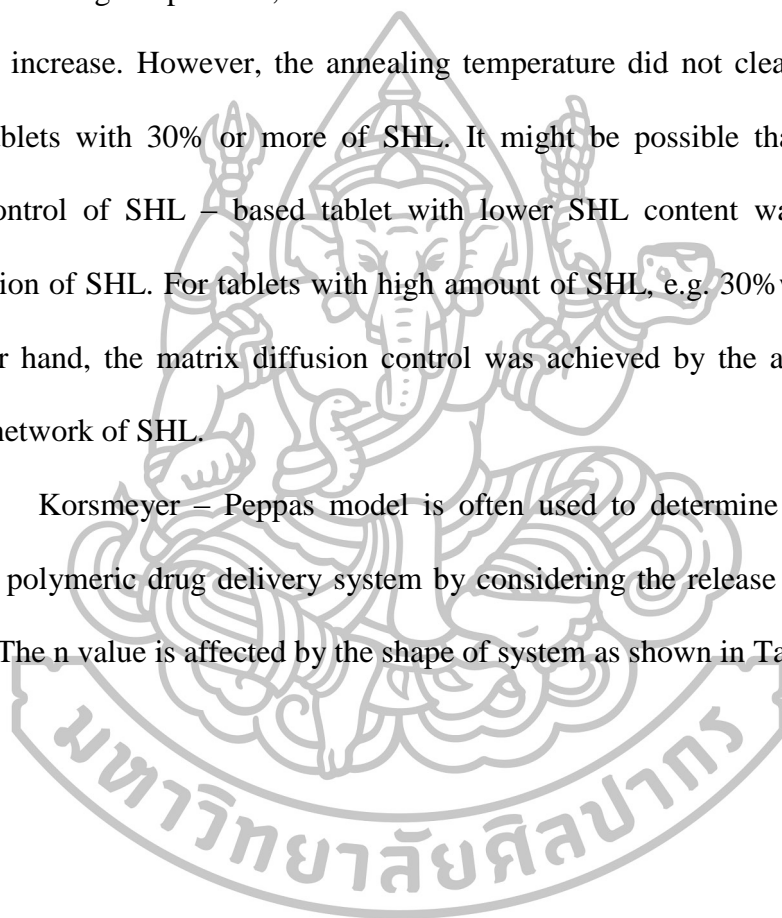 increase. However, the annealing temperature did not clea
ablets with 30% or more of SHL. It might be possible tha
ontrol of SHL – based tablet with lower SHL content wa
ion of SHL. For tablets with high amount of SHL, e.g. 30%
r hand, the matrix diffusion control was achieved by the a
network of SHL.
Korsmeyer – Peppas model is often used to determine
polymeric drug delivery system by considering the release
The n value is affected by the shape of system as shown in Ta
มหาวิทยาลัยศิลปากร